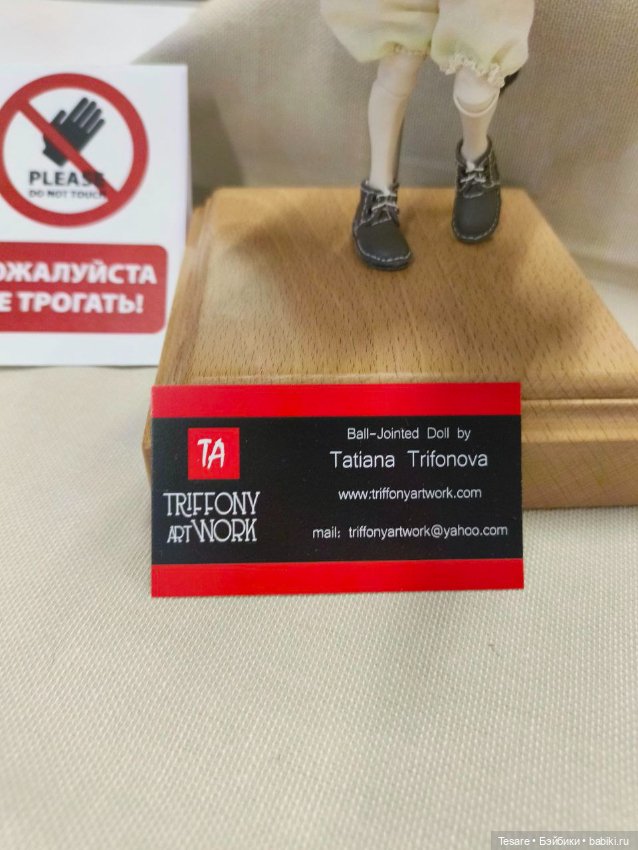 PLEASE
DO NOT TOUCH
ОЖАЛУЙСТА
Е ТРОГАТЬ!
TA
TRIFFONY
ART WORK
Ball-Jointed Doll by
Tatiana Trifonova
www.triffonyartwork.com
mail: triffonyartwork@yahoo.com
Tesare • Бэйбики • babiki.ru